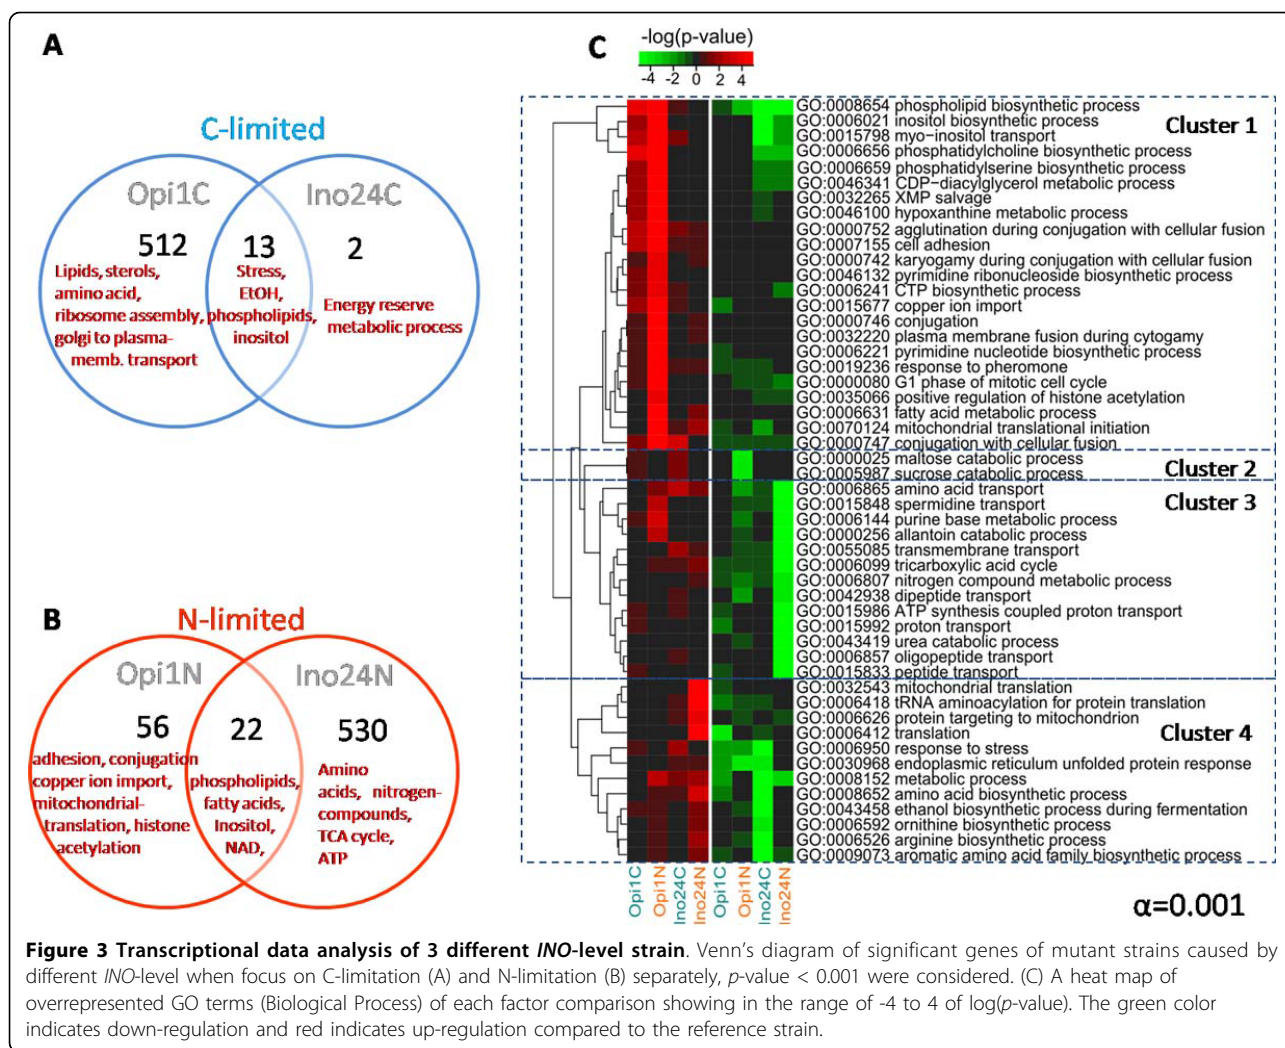 A
C-limited
Opi1C
Ino24C
512
13
2
Lipids, sterols,
amino acid,
ribosome assembly,
golgi to plasma-
memb. transport
Stress,
EtOH,
phospholipids,
inositol
Energy reserve
metabolic process
B
N-limited
Opi1N
Ino24N
56
22
530
adhesion, conjugation
copper ion import,
mitochondrial-
translation, histone
acetylation
phospholipids,
fatty acids,
Inositol,
NAD,
Amino
acids, nitrogen-
compounds,
TCA cycle,
ATP
C
-log(p-value)
-4 -2 0 2 4
GO:0008654 phospholipid biosynthetic process
GO:0006021 inositol biosynthetic process
GO:0015798 myo-inositol transport
GO:0006656 phosphatidylcholine biosynthetic process
GO:0006659 phosphatidylserine biosynthetic process
GO:0046341 CDP-diacylglycerol metabolic process
GO:0032265 XMP salvage
GO:0046100 hypoxanthine metabolic process
GO:0000752 agglutination during conjugation with cellular fusion
GO:0007155 cell adhesion
GO:0000742 karyogamy during conjugation with cellular fusion
GO:0046132 pyrimidine ribonucleoside biosynthetic process
GO:0006241 CTP biosynthetic process
GO:0015677 copper ion import
GO:0000746 conjugation
GO:0032220 plasma membrane fusion during cytogamy
GO:0006221 pyrimidine nucleotide biosynthetic process
GO:0019236 response to pheromone
GO:0000080 G1 phase of mitotic cell cycle
GO:0035066 positive regulation of histone acetylation
GO:0006631 fatty acid metabolic process
GO:0070124 mitochondrial translational initiation
GO:0000747 conjugation with cellular fusion
Cluster 1
GO:0000025 maltose catabolic process
GO:0005987 sucrose catabolic process
Cluster 2
GO:0006865 amino acid transport
GO:0015848 spermidine transport
GO:0006144 purine base metabolic process
GO:0000256 allantoin catabolic process
GO:0055085 transmembrane transport
GO:0006099 tricarboxylic acid cycle
GO:0006807 nitrogen compound metabolic process
GO:0042938 dipeptide transport
GO:0015986 ATP synthesis coupled proton transport
GO:0015992 proton transport
GO:0043419 urea catabolic process
GO:0006857 oligopeptide transport
GO:0015833 peptide transport
Cluster 3
GO:0032543 mitochondrial translation
GO:0006418 tRNA aminoacylation for protein translation
GO:0006626 protein targeting to mitochondrion
GO:0006412 translation
GO:0006950 response to stress
GO:0030968 endoplasmic reticulum unfolded protein response
GO:0008152 metabolic process
GO:0008652 amino acid biosynthetic process
GO:0043458 ethanol biosynthetic process during fermentation
GO:0006592 ornithine biosynthetic process
GO:0006526 arginine biosynthetic process
GO:0009073 aromatic amino acid family biosynthetic process
Cluster 4
Opi1C
Opi1N
Ino24C
Ino24N
Opi1C
Opi1N
Ino24C
Ino24N
α=0.001
Figure 3 Transcriptional data analysis of 3 different INO-level strain. Venn's diagram of significant genes of mutant strains caused by
different INO-level when focus on C-limitation (A) and N-limitation (B) separately, p-value < 0.001 were considered. (C) A heat map of
overrepresented GO terms (Biological Process) of each factor comparison showing in the range of -4 to 4 of log(p-value). The green color
indicates down-regulation and red indicates up-regulation compared to the reference strain.